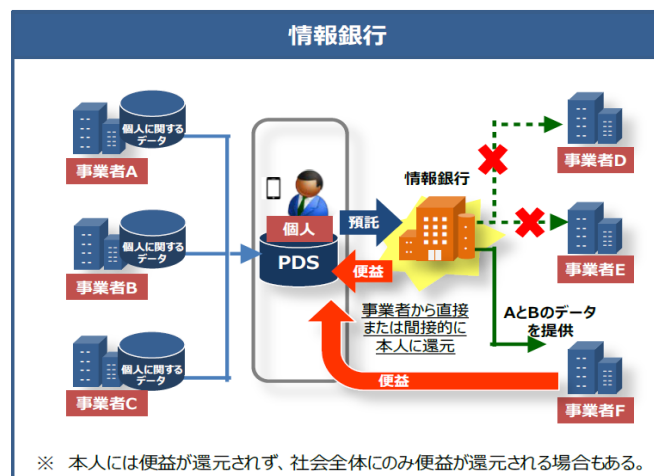 情報銀行
個人に関する
データ
事業者A
個人に関する
データ
事業者B
個人に関する
データ
事業者C
個人
PDS
預託
便益
情報銀行
事業者から直接
または間接的に
本人に還元
便益
AとBのデータ
を提供
事業者D
事業者E
事業者F
※ 本人には便益が還元されず、社会全体にのみ便益が還元される場合もある。